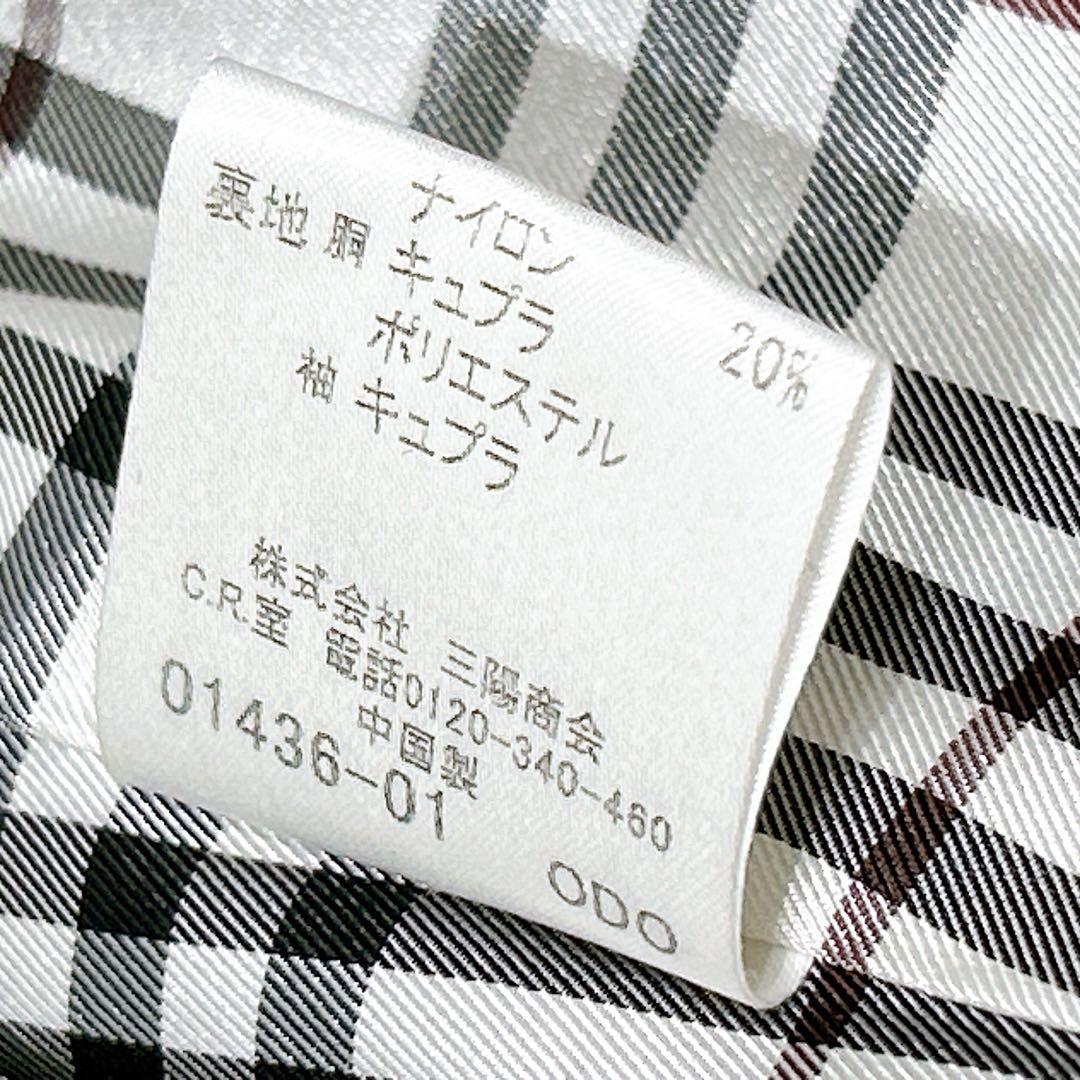 ナイロン 20%
裏地 胴 キュプラ
ポリエステル
袖 キュプラ
株式会社 三陽商会
C.R.室 電話0120-340-460
中国製
01436-01
ODO